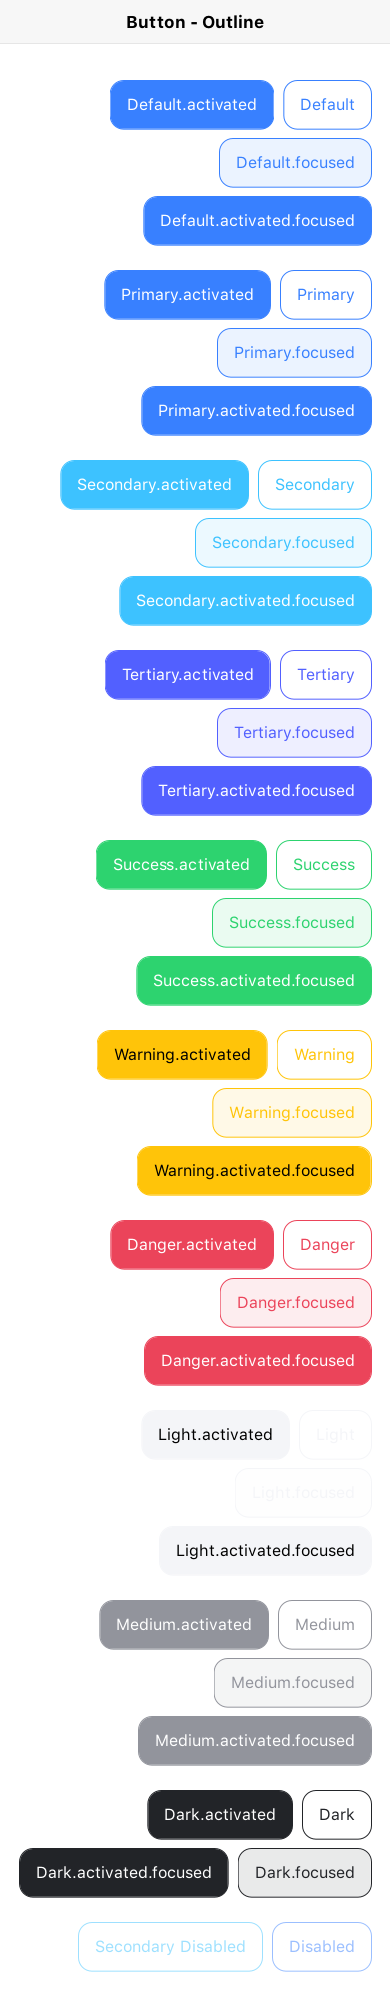 Button - Outline
Default.activated Default
Default.focused
Default.activated.focused
Primary.activated Primary
Primary.focused
Primary.activated.focused
Secondary.activated Secondary
Secondary.focused
Secondary.activated.focused
Tertiary.activated Tertiary
Tertiary.focused
Tertiary.activated.focused
Success.activated Success
Success.focused
Success.activated.focused
Warning.activated Warning
Warning.focused
Warning.activated.focused
Danger.activated Danger
Danger.focused
Danger.activated.focused
Light.activated Light
Light.focused
Light.activated.focused
Medium.activated Medium
Medium.focused
Medium.activated.focused
Dark.activated Dark
Dark.activated.focused Dark.focused
Secondary Disabled Disabled